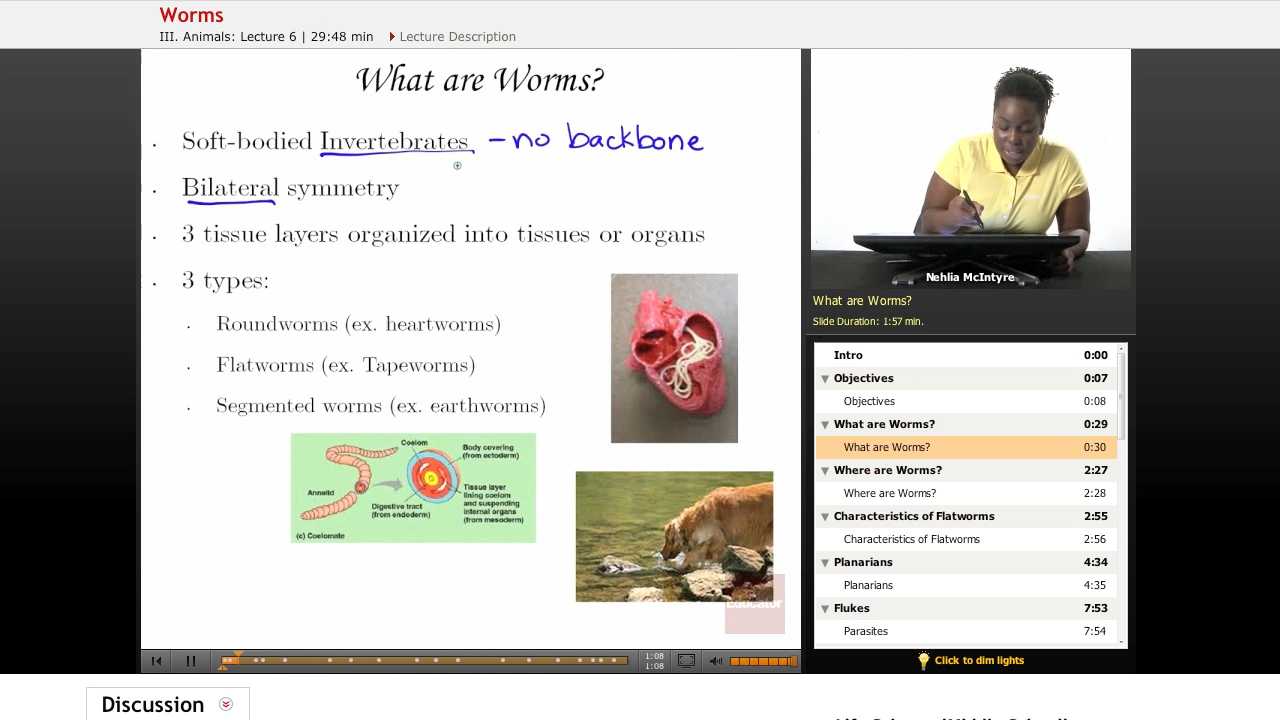 Worms
III. Animals: Lecture 6 | 29:48 min
Lecture Description
What are Worms?
Soft-bodied Invertebrates - no backbone
Bilateral symmetry
3 tissue layers organized into tissues or organs
3 types:
Roundworms (ex. heartworms)
Flatworms (ex. Tapeworms)
Segmented worms (ex. earthworms)
Coelom
Body covering
(from ectoderm)
Annelid
Tissue layer
lining coelom
and suspending
internal organs
(from mesoderm)
Digestive tract
(from endoderm)
(c) Coelomate
Educator
1:08
1:08
Nehlia McIntyre
What are Worms?
Slide Duration: 1:57 min.
Intro 0:00
Objectives 0:07
Objectives 0:08
What are Worms? 0:29
What are Worms? 0:30
Where are Worms? 2:27
Where are Worms? 2:28
Characteristics of Flatworms 2:55
Characteristics of Flatworms 2:56
Planarians 4:34
Planarians 4:35
Flukes 7:53
Parasites 7:54
Click to dim lights
Discussion